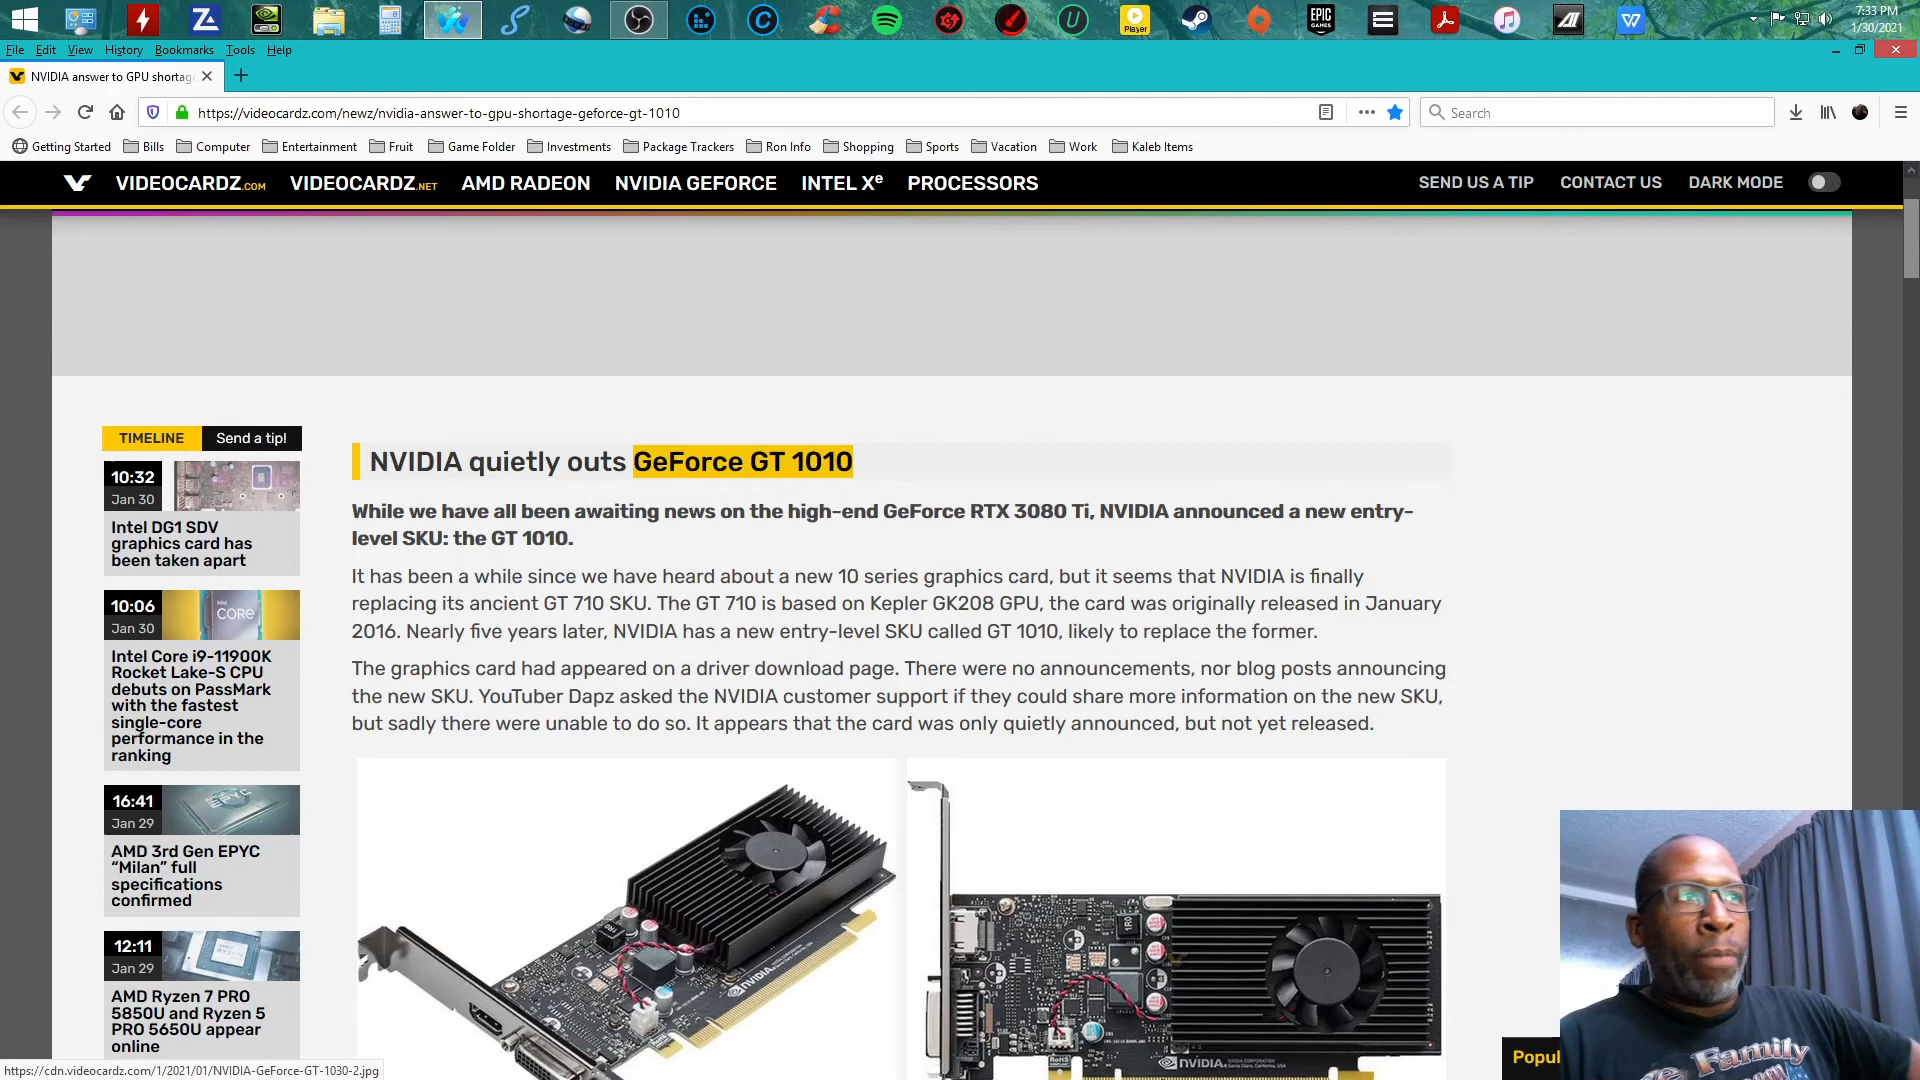 7:33 PM
1/30/2021
Player
EPIC
GAMES
File Edit View History Bookmarks Tools Help
NVIDIA answer to GPU shortag
https://videocardz.com/newz/nvidia-answer-to-gpu-shortage-geforce-gt-1010
Search
Getting Started Bills Computer Entertainment Fruit Game Folder Investments Package Trackers Ron Info Shopping Sports Vacation Work Kaleb Items
VIDEOCARDZ.COM VIDEOCARDZ.NET AMD RADEON NVIDIA GEFORCE INTEL Xe PROCESSORS SEND US A TIP CONTACT US DARK MODE
TIMELINE Send a tip!
10:32
Jan 30
Intel DG1 SDV
graphics card has
been taken apart
10:06
Jan 30
intel
CORE
Intel Core i9-11900K
Rocket Lake-S CPU
debuts on PassMark
with the fastest
single-core
performance in the
ranking
16:41
Jan 29
EPYC
AMD 3rd Gen EPYC
“Milan” full
specifications
confirmed
12:11
Jan 29
AMD Ryzen 7 PRO
5850U and Ryzen 5
PRO 5650U appear
online
NVIDIA quietly outs GeForce GT 1010
While we have all been awaiting news on the high-end GeForce RTX 3080 Ti, NVIDIA announced a new entry-
level SKU: the GT 1010.
It has been a while since we have heard about a new 10 series graphics card, but it seems that NVIDIA is finally
replacing its ancient GT 710 SKU. The GT 710 is based on Kepler GK208 GPU, the card was originally released in January
2016. Nearly five years later, NVIDIA has a new entry-level SKU called GT 1010, likely to replace the former.
The graphics card had appeared on a driver download page. There were no announcements, nor blog posts announcing
the new SKU. YouTuber Dapz asked the NVIDIA customer support if they could share more information on the new SKU,
but sadly there were unable to do so. It appears that the card was only quietly announced, but not yet released.
NVIDIA
1R0
RoHS
NVIDIA
NVIDIA CORPORATION
Popul
Family
https://cdn.videocardz.com/1/2021/01/NVIDIA-GeForce-GT-1030-2.jpg